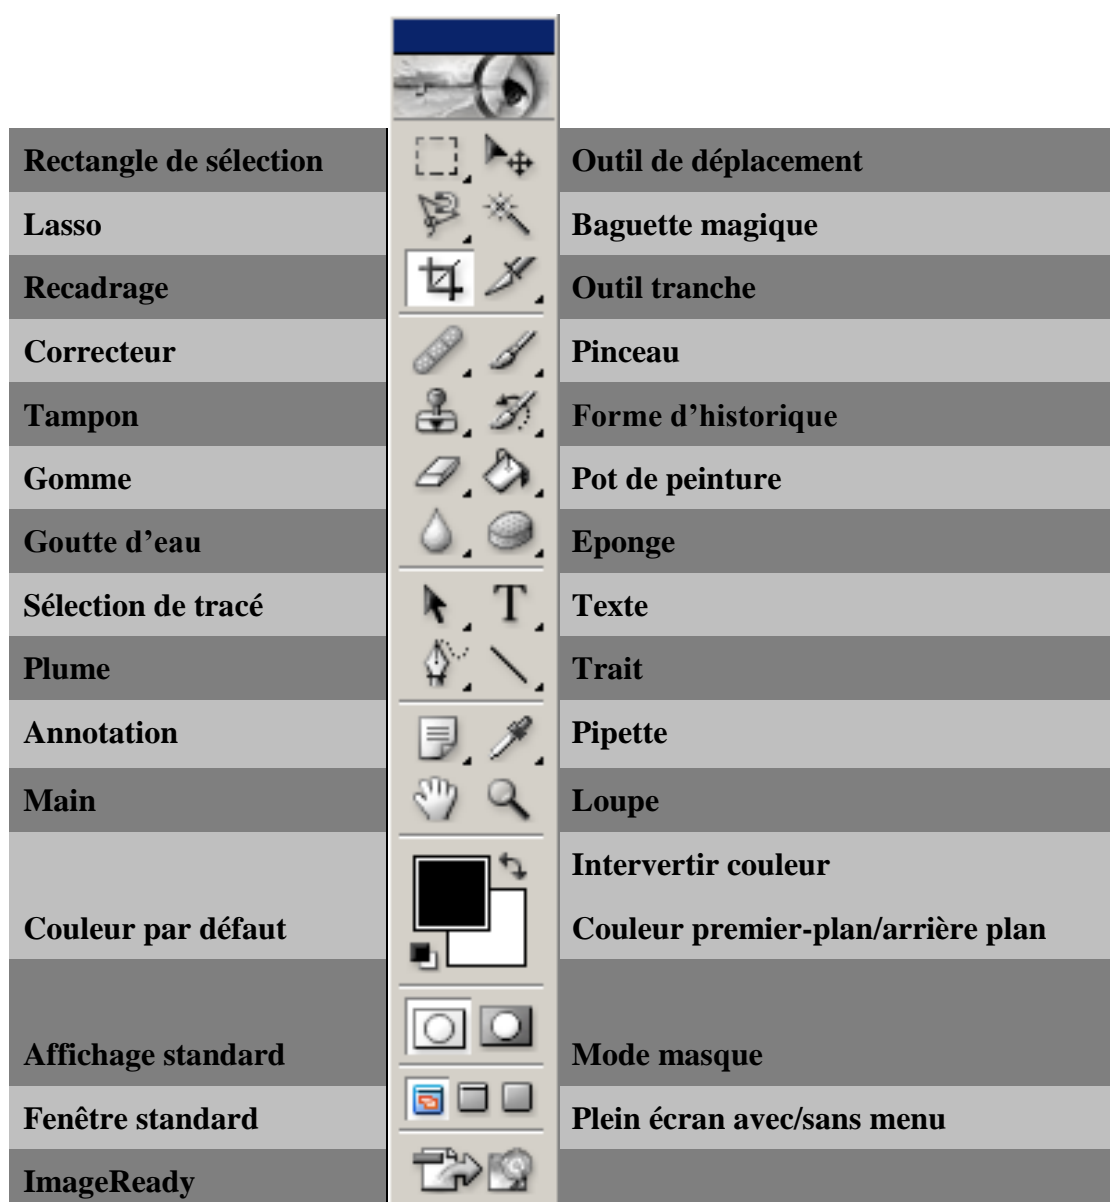 Rectangle de sélection
Outil de déplacement
Lasso
Baguette magique
Recadrage
Outil tranche
Correcteur
Pinceau
Tampon
Forme d’historique
Gomme
Pot de peinture
Goutte d’eau
Eponge
Sélection de tracé
T
Texte
Plume
Trait
Annotation
Pipette
Main
Loupe
Intervertir couleur
Couleur par défaut
Couleur premier-plan/arrière plan
Affichage standard
Mode masque
Fenêtre standard
Plein écran avec/sans menu
ImageReady